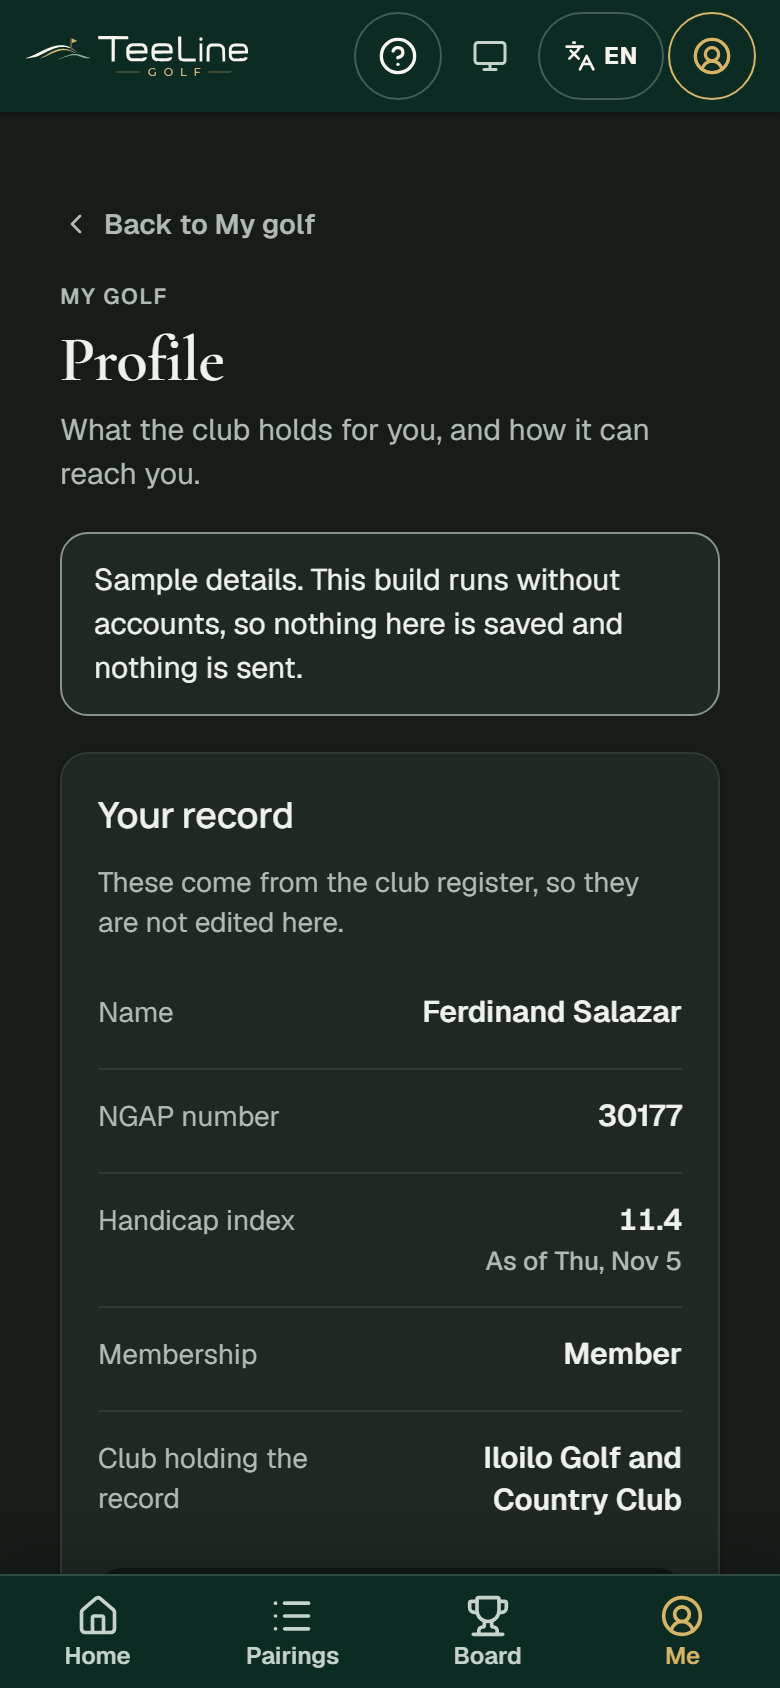 TeeLine
GOLF
EN
Back to My golf
MY GOLF
Profile
What the club holds for you, and how it can
reach you.
Sample details. This build runs without
accounts, so nothing here is saved and
nothing is sent.
Your record
These come from the club register, so they
are not edited here.
Name Ferdinand Salazar
NGAP number 30177
Handicap index 11.4
As of Thu, Nov 5
Membership Member
Club holding the
record
Iloilo Golf and
Country Club
Home Pairings Board Me